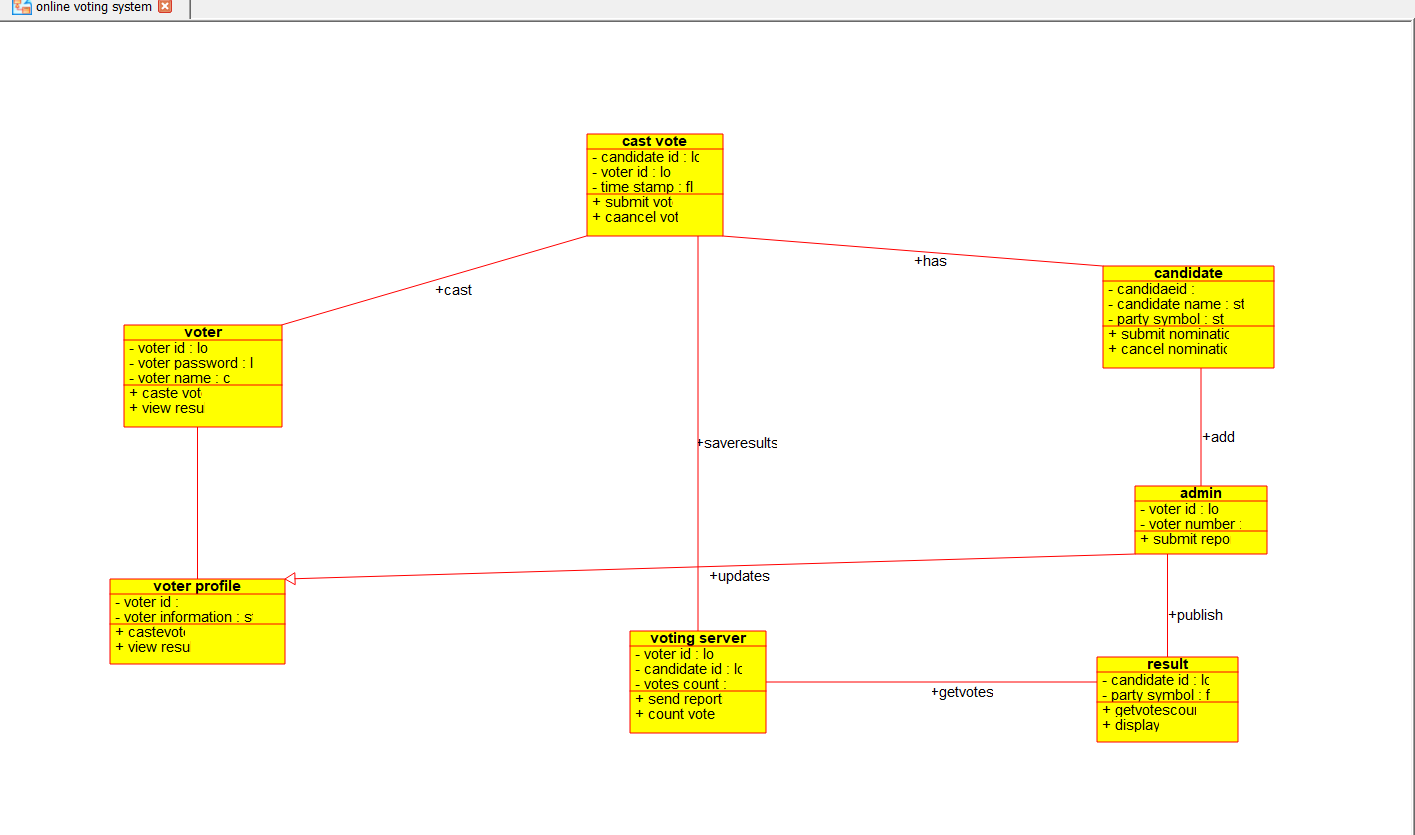 online voting system
cast vote
- candidate id : lo
- voter id : lo
- time stamp : fl
+ submit vot
+ caancel vot
+has
candidate
- candidaeid :
- candidate name : st
- party symbol : st
+ submit nominatic
+ cancel nominatic
+cast
voter
- voter id : lo
- voter password : l
- voter name : c
+ caste vot
+ view resu
+saveresults
+add
admin
- voter id : lo
- voter number :
+ submit repo
+updates
voter profile
- voter id :
- voter information : s
+ castevot
+ view resu
+publish
voting server
- voter id : lo
- candidate id : lo
- votes count :
+ send report
+ count vote
+getvotes
result
- candidate id : lo
- party symbol : f
+ getvotescou
+ display